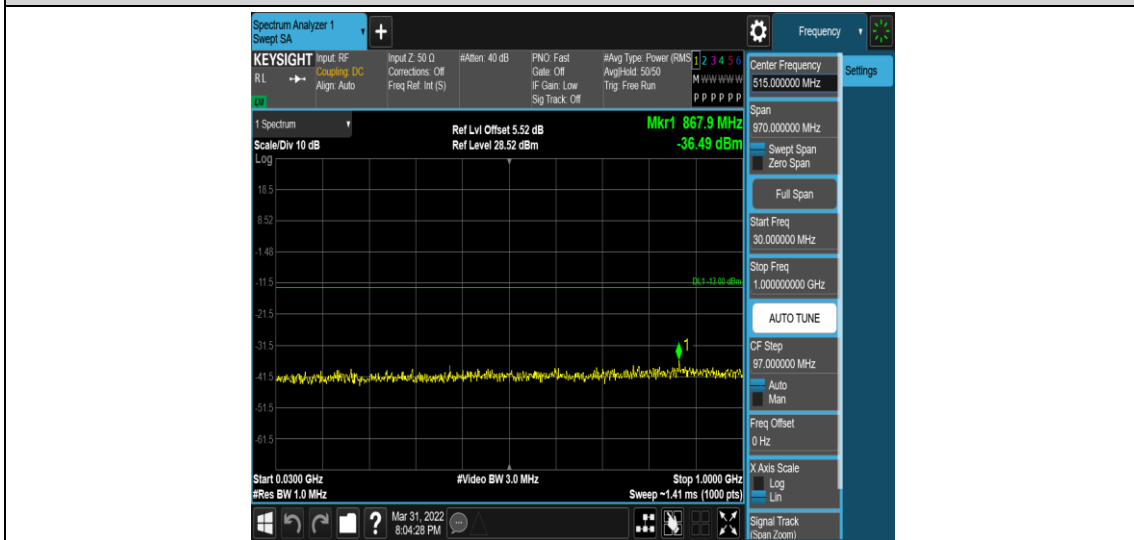 Spectrum Analyzer 1
Swept SA
+
Frequency
KEYSIGHT
RL
LXI
Input: RF
Coupling: DC
Align: Auto
Input Z: 50 Ω
Corrections: Off
Freq Ref: Int (S)
#Atten: 40 dB
PNO: Fast
Gate: Off
IF Gain: Low
Sig Track: Off
#Avg Type: Power (RMS
Avg|Hold: 50/50
Trig: Free Run
1 2 3 4 5 6
M W W W W W
P P P P P P
1 Spectrum
Scale/Div 10 dB
Log
Ref Lvl Offset 5.52 dB
Ref Level 28.52 dBm
Mkr1 867.9 MHz
-36.49 dBm
18.5
8.52
-1.48
-11.5
DL1 -13.00 dBm
-21.5
-31.5
1
-41.5
-51.5
-61.5
Start 0.0300 GHz
#Video BW 3.0 MHz
Stop 1.0000 GHz
#Res BW 1.0 MHz
Sweep ~1.41 ms (1000 pts)
?
Mar 31, 2022
8:04:28 PM
Center Frequency
515.000000 MHz
Settings
Span
970.000000 MHz
Swept Span
Zero Span
Full Span
Start Freq
30.000000 MHz
Stop Freq
1.000000000 GHz
AUTO TUNE
CF Step
97.000000 MHz
Auto
Man
Freq Offset
0 Hz
X Axis Scale
Log
Lin
Signal Track
(Span Zoom)